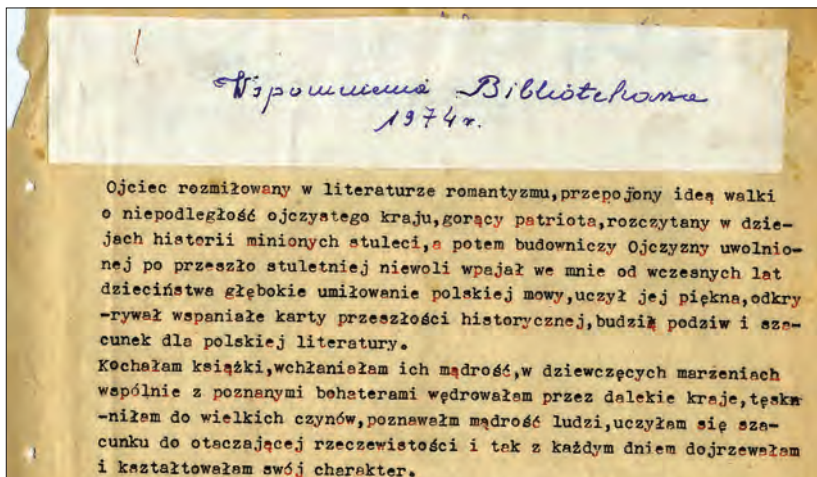 Wspomnienia Bibliotekarza
1974r.
Ojciec rozmiłowany w literaturze romantyzmu,przepojony ideą walki
o niepodległość ojczystego kraju,gorący patriota,rozczytany w dzie-
jach historii minionych stuleci,a potem budowniczy Ojczyzny uwolnio-
nej po przeszło stuletniej niewoli wpajał we mnie od wczesnych lat
dzieciństwa głębokie umiłowanie polskiej mowy,uczył jej piękna,odkry
-rywał wspaniałe karty przeszłości historycznej,budził podziw i sza-
cunek dla polskiej literatury.
Kochałam książki,wchłaniałam ich mądrość,w dziewczęcych marzeniach
wspólnie z poznanymi bohaterami wędrowałam przez dalekie kraje,tęskn
-niłam do wielkich czynów,poznawałm mądrość ludzi,uczyłam się sza-
cunku do otaczającej rzeczewistości i tak z każdym dniem dojrzewałam
i kształtowałam swój charakter.